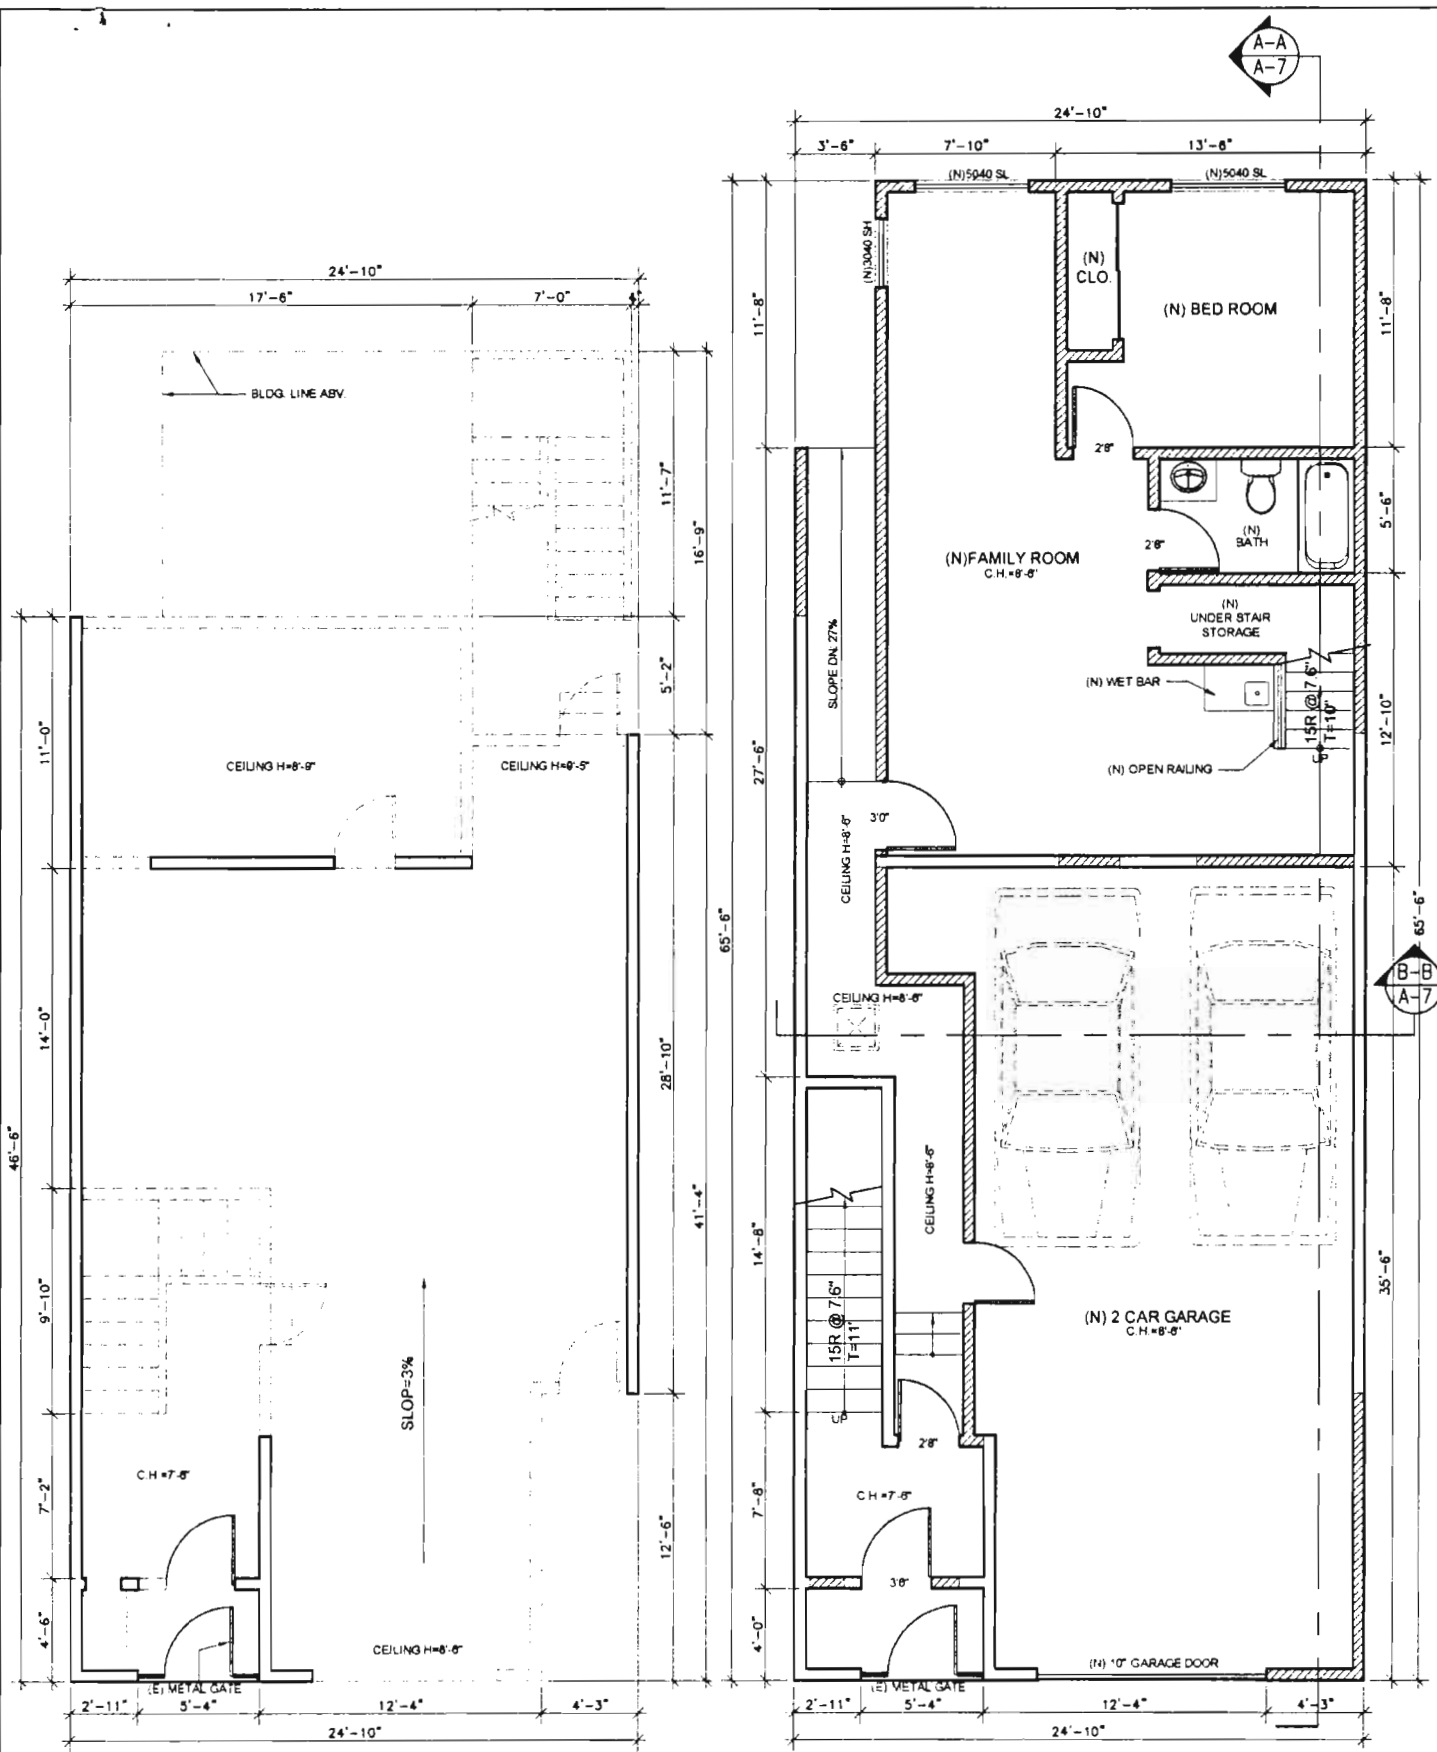 A-A
A-7
24'-10"
3'-6"
7'-10"
13'-6"
(N)5040 SL
(N)5040 SL
(N)3040 SH
(N)
CLO.
(N) BED ROOM
11'-8"
11'-8"
2'8"
24'-10"
17'-6"
7'-0"
4"
BLDG. LINE ABV.
11'-7"
16'-9"
5'-2"
11'-0"
CEILING H=8'-9"
CEILING H=9'-5"
46'-6"
14'-0"
28'-10"
41'-4"
9'-10"
SLOP=3%
C.H =7'-8"
7'-2"
12'-6"
4'-6"
CEILING H=8'-6"
(E) METAL GATE
2'-11"
5'-4"
12'-4"
4'-3"
24'-10"
(N)
BATH
2'8"
5'-6"
(N)FAMILY ROOM
C.H.=8'-6"
(N)
UNDER STAIR
STORAGE
SLOPE DN. 27%
(N) WET BAR
15R @ 7.6"
T=10"
UP
12'-10"
(N) OPEN RAILING
27'-6"
3'0"
CEILING H=8'-6"
65'-6"
65'-6"
B-B
A-7
CEILING H=8'-6"
CEILING H=8'-6"
14'-8"
15R @ 7.6"
T=11"
UP
(N) 2 CAR GARAGE
C.H.=8'-6"
35'-6"
2'8"
C.H =7'-6"
7'-8"
3'6"
4'-0"
(N) 10" GARAGE DOOR
(E) METAL GATE
2'-11"
5'-4"
12'-4"
4'-3"
24'-10"